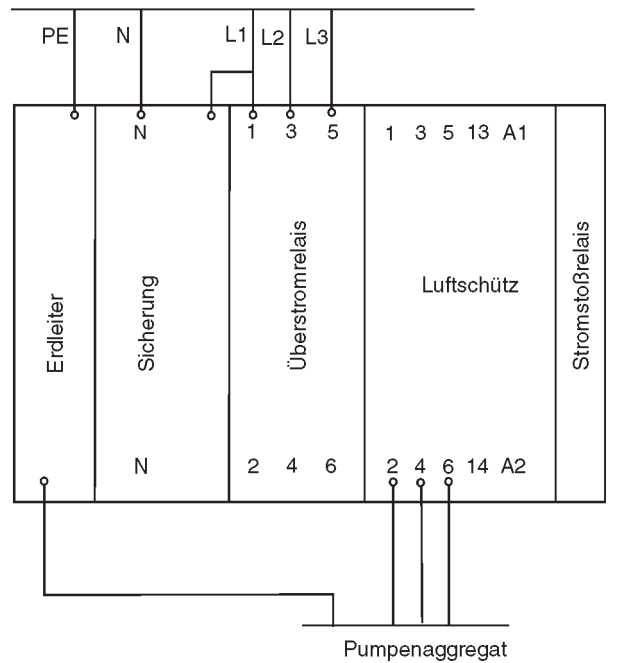 PE N L1 L2 L3
N 1 3 5 1 3 5 13 A1
Erdleiter
Sicherung
Überstromrelais
Luftschütz
Stromstoßrelais
N 2 4 6 2 4 6 14 A2
Pumpenaggregat